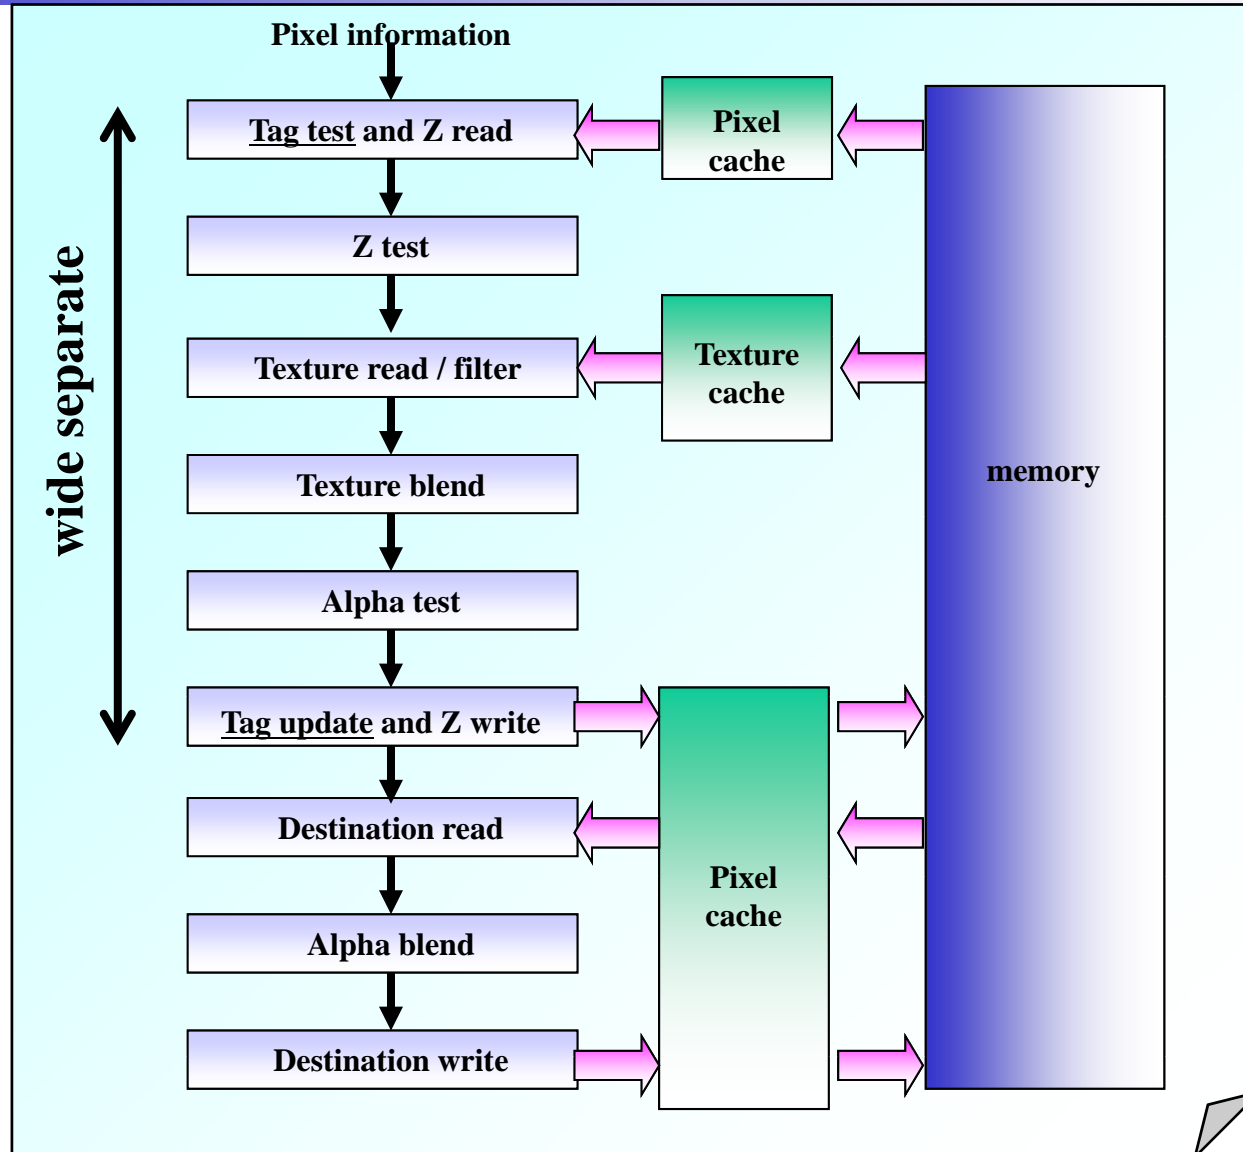 Pixel information
Tag test and Z read
Pixel
cache
Z test
Texture read / filter
Texture
cache
wide separate
memory
Texture blend
Alpha test
Tag update and Z write
Destination read
Pixel
cache
Alpha blend
Destination write